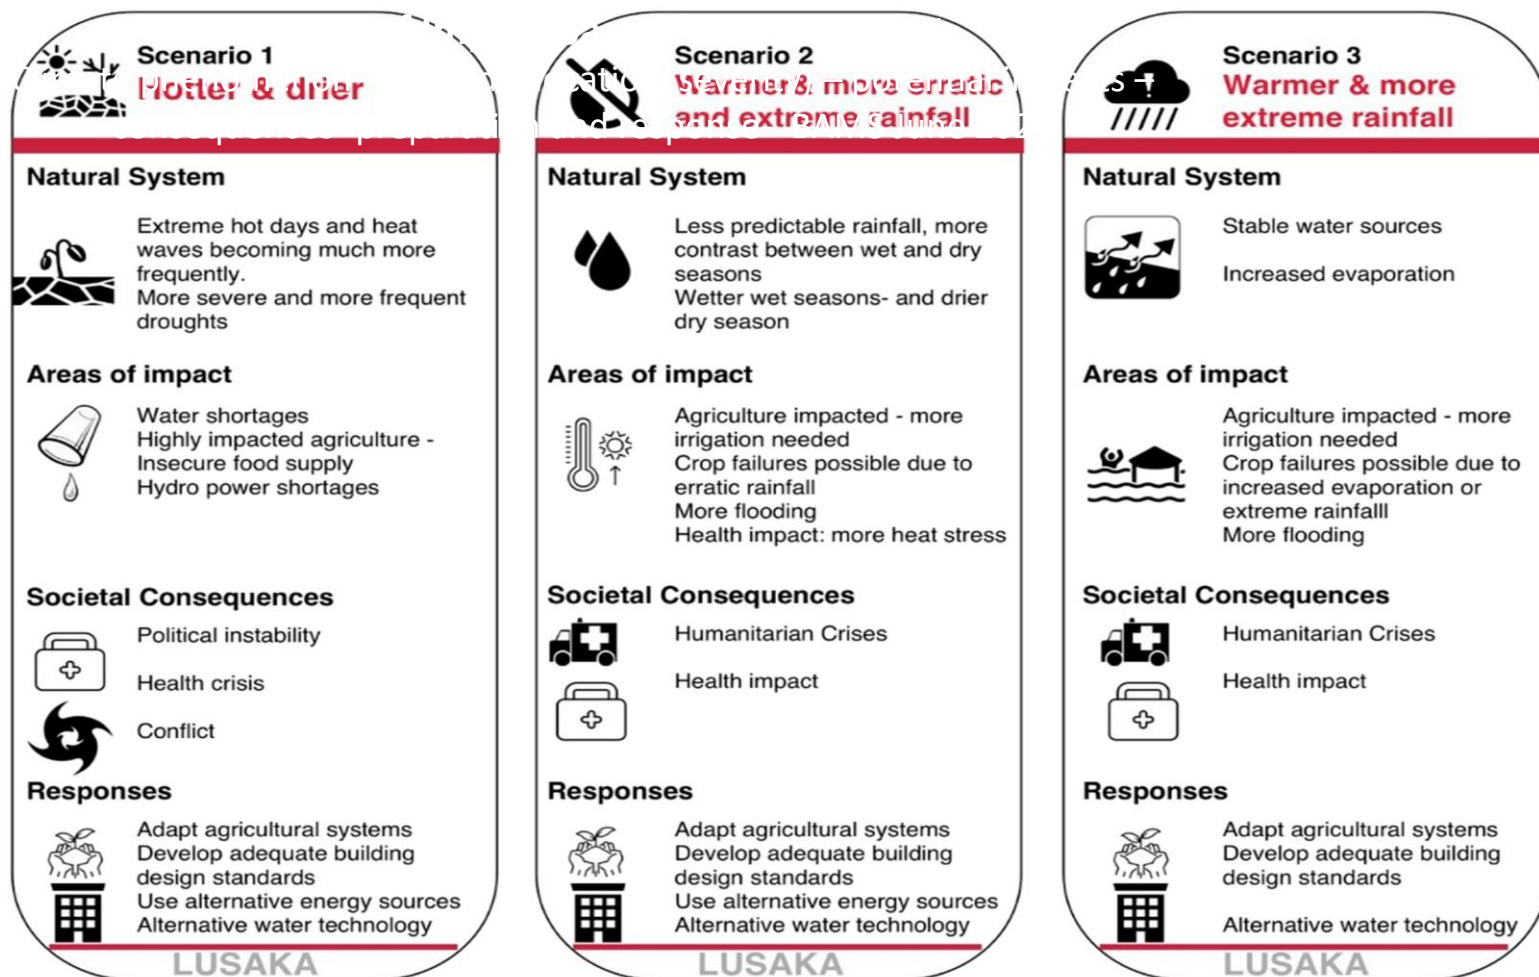 Scenario 1
Hotter & drier
Natural System
Extreme hot days and heat
waves becoming much more
frequently.
More severe and more frequent
droughts
Areas of impact
Water shortages
Highly impacted agriculture -
Insecure food supply
Hydro power shortages
Societal Consequences
Political instability
Health crisis
Conflict
Responses
Adapt agricultural systems
Develop adequate building
design standards
Use alternative energy sources
Alternative water technology
LUSAKA
Scenario 2
Warmer & more erratic
and extreme rainfall
Natural System
Less predictable rainfall, more
contrast between wet and dry
seasons
Wetter wet seasons- and drier
dry season
Areas of impact
Agriculture impacted - more
irrigation needed
Crop failures possible due to
erratic rainfall
More flooding
Health impact: more heat stress
Societal Consequences
Humanitarian Crises
Health impact
Responses
Adapt agricultural systems
Develop adequate building
design standards
Use alternative energy sources
Alternative water technology
LUSAKA
Scenario 3
Warmer & more
extreme rainfall
Natural System
Stable water sources
Increased evaporation
Areas of impact
Agriculture impacted - more
irrigation needed
Crop failures possible due to
increased evaporation or
extreme rainfalll
More flooding
Societal Consequences
Humanitarian Crises
Health impact
Responses
Adapt agricultural systems
Develop adequate building
design standards
Alternative water technology
LUSAKA